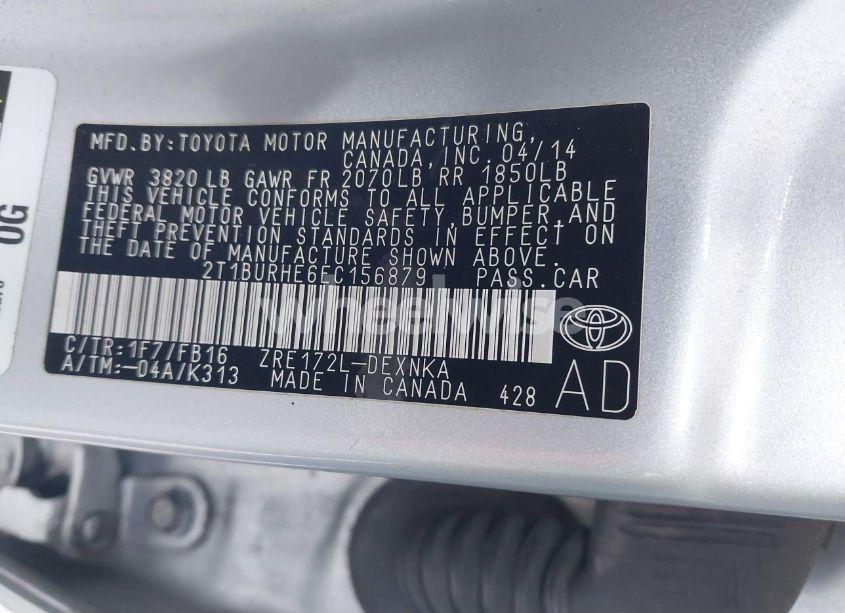 MFD. BY: TOYOTA MOTOR MANUFACTURING,
CANADA, INC. 04/14
GVWR 3820 LB GAWR FR 2070LB RR 1850LB
THIS VEHICLE CONFORMS TO ALL APPLICABLE
FEDERAL MOTOR VEHICLE SAFETY, BUMPER, AND
THEFT PREVENTION STANDARDS IN EFFECT ON
THE DATE OF MANUFACTURE SHOWN ABOVE.
2T1BURHE6EC156879 PASS. CAR
wheelwise
C/TR: 1F7/FB16 ZRE172L-DEXNKA
A/TM: -04A/K313 MADE IN CANADA 428
AD
OG